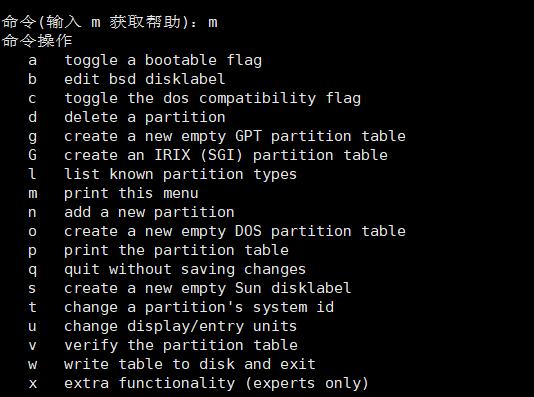 命令(输入 m 获取帮助)：m
命令操作
a   toggle a bootable flag
b   edit bsd disklabel
c   toggle the dos compatibility flag
d   delete a partition
g   create a new empty GPT partition table
G   create an IRIX (SGI) partition table
l   list known partition types
m   print this menu
n   add a new partition
o   create a new empty DOS partition table
p   print the partition table
q   quit without saving changes
s   create a new empty Sun disklabel
t   change a partition's system id
u   change display/entry units
v   verify the partition table
w   write table to disk and exit
x   extra functionality (experts only)